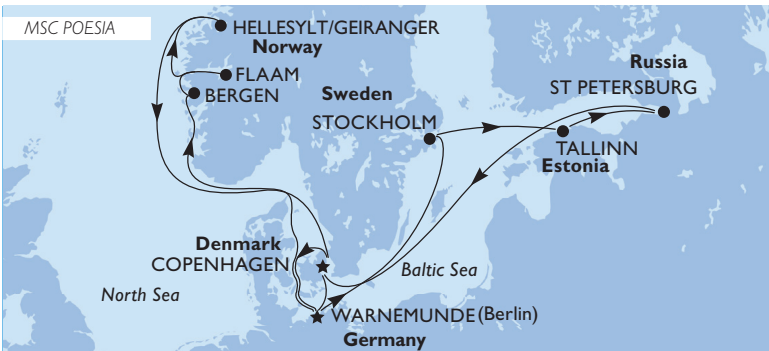 MSC POESIA
HELLESYLT/GEIRANGER
Norway
FLAAM
BERGEN
Russia
ST PETERSBURG
Sweden
STOCKHOLM
TALLINN
Estonia
Denmark
COPENHAGEN
Baltic Sea
North Sea
WARNEMUNDE (Berlin)
Germany